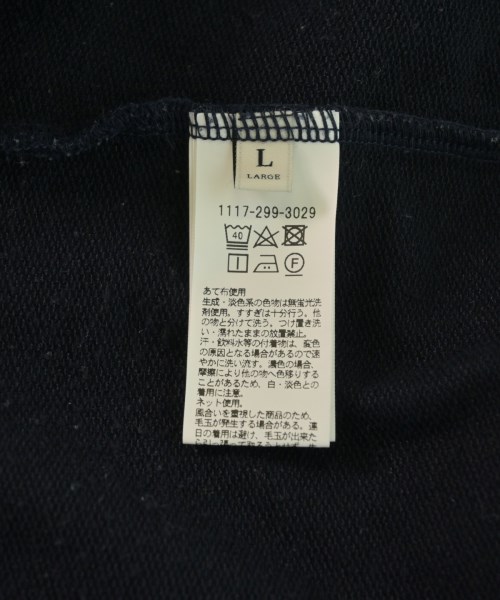 L
LARGE
1117-299-3029
40
F
あて布使用
生成・淡色系の色物は無蛍光洗
剤使用。すすぎは十分行う。他
の物と分けて洗う。つけ置き洗
い・濡れたままの放置禁止。
汗・飲料水等の付着物は、変色
の原因となる場合があるので速
やかに洗い流す。濃色の場合、
摩擦により他の物へ色移りする
ことがあるため、白・淡色との
着用に注意。
ネット使用。
風合いを重視した商品のため、
毛玉が発生する場合がある。連
日の着用は避け、毛玉が出来た